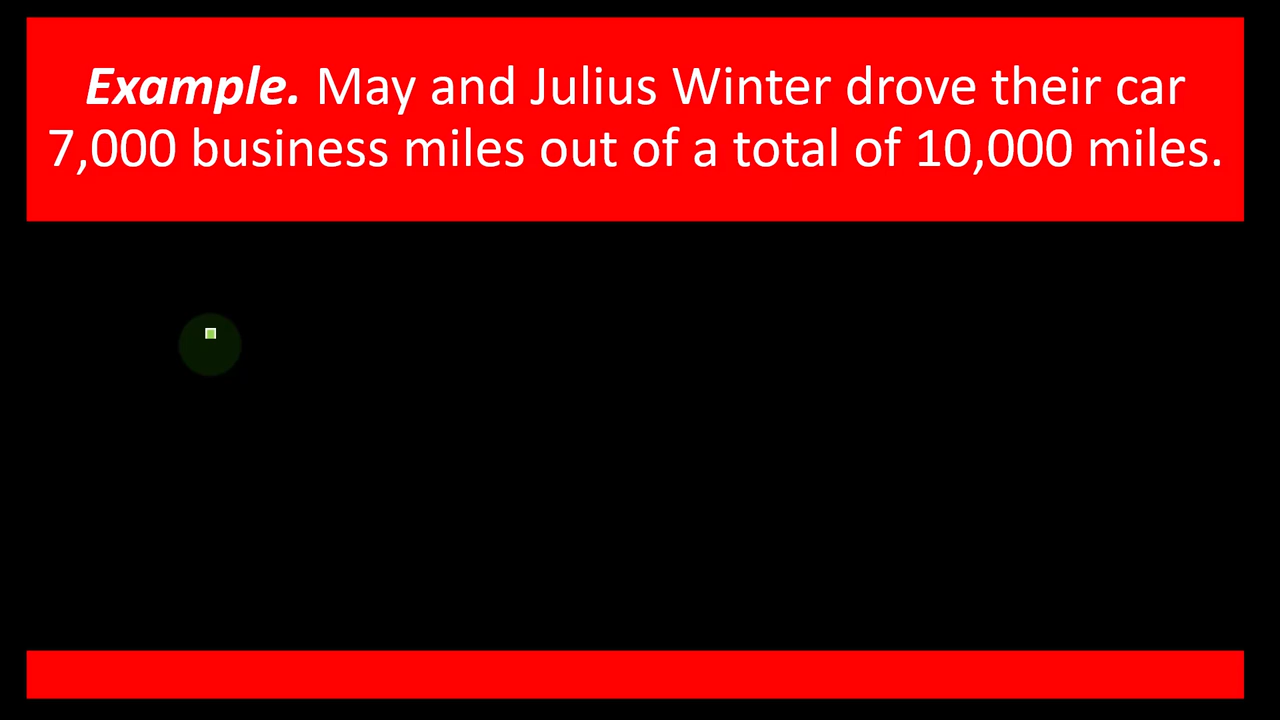 Example. May and Julius Winter drove their car
7,000 business miles out of a total of 10,000 miles.